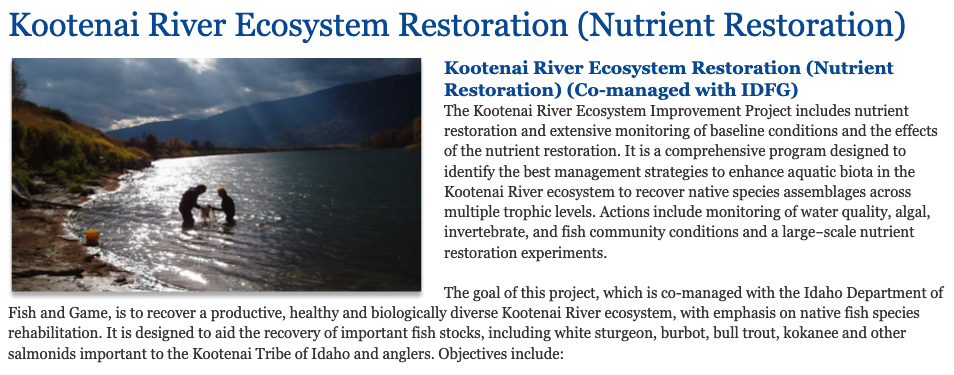 Kootenai River Ecosystem Restoration (Nutrient Restoration)
Kootenai River Ecosystem Restoration (Nutrient
Restoration) (Co-managed with IDFG)
The Kootenai River Ecosystem Improvement Project includes nutrient
restoration and extensive monitoring of baseline conditions and the effects
of the nutrient restoration. It is a comprehensive program designed to
identify the best management strategies to enhance aquatic biota in the
Kootenai River ecosystem to recover native species assemblages across
multiple trophic levels. Actions include monitoring of water quality, algal,
invertebrate, and fish community conditions and a large–scale nutrient
restoration experiments.
The goal of this project, which is co-managed with the Idaho Department of
Fish and Game, is to recover a productive, healthy and biologically diverse Kootenai River ecosystem, with emphasis on native fish species
rehabilitation. It is designed to aid the recovery of important fish stocks, including white sturgeon, burbot, bull trout, kokanee and other
salmonids important to the Kootenai Tribe of Idaho and anglers. Objectives include: